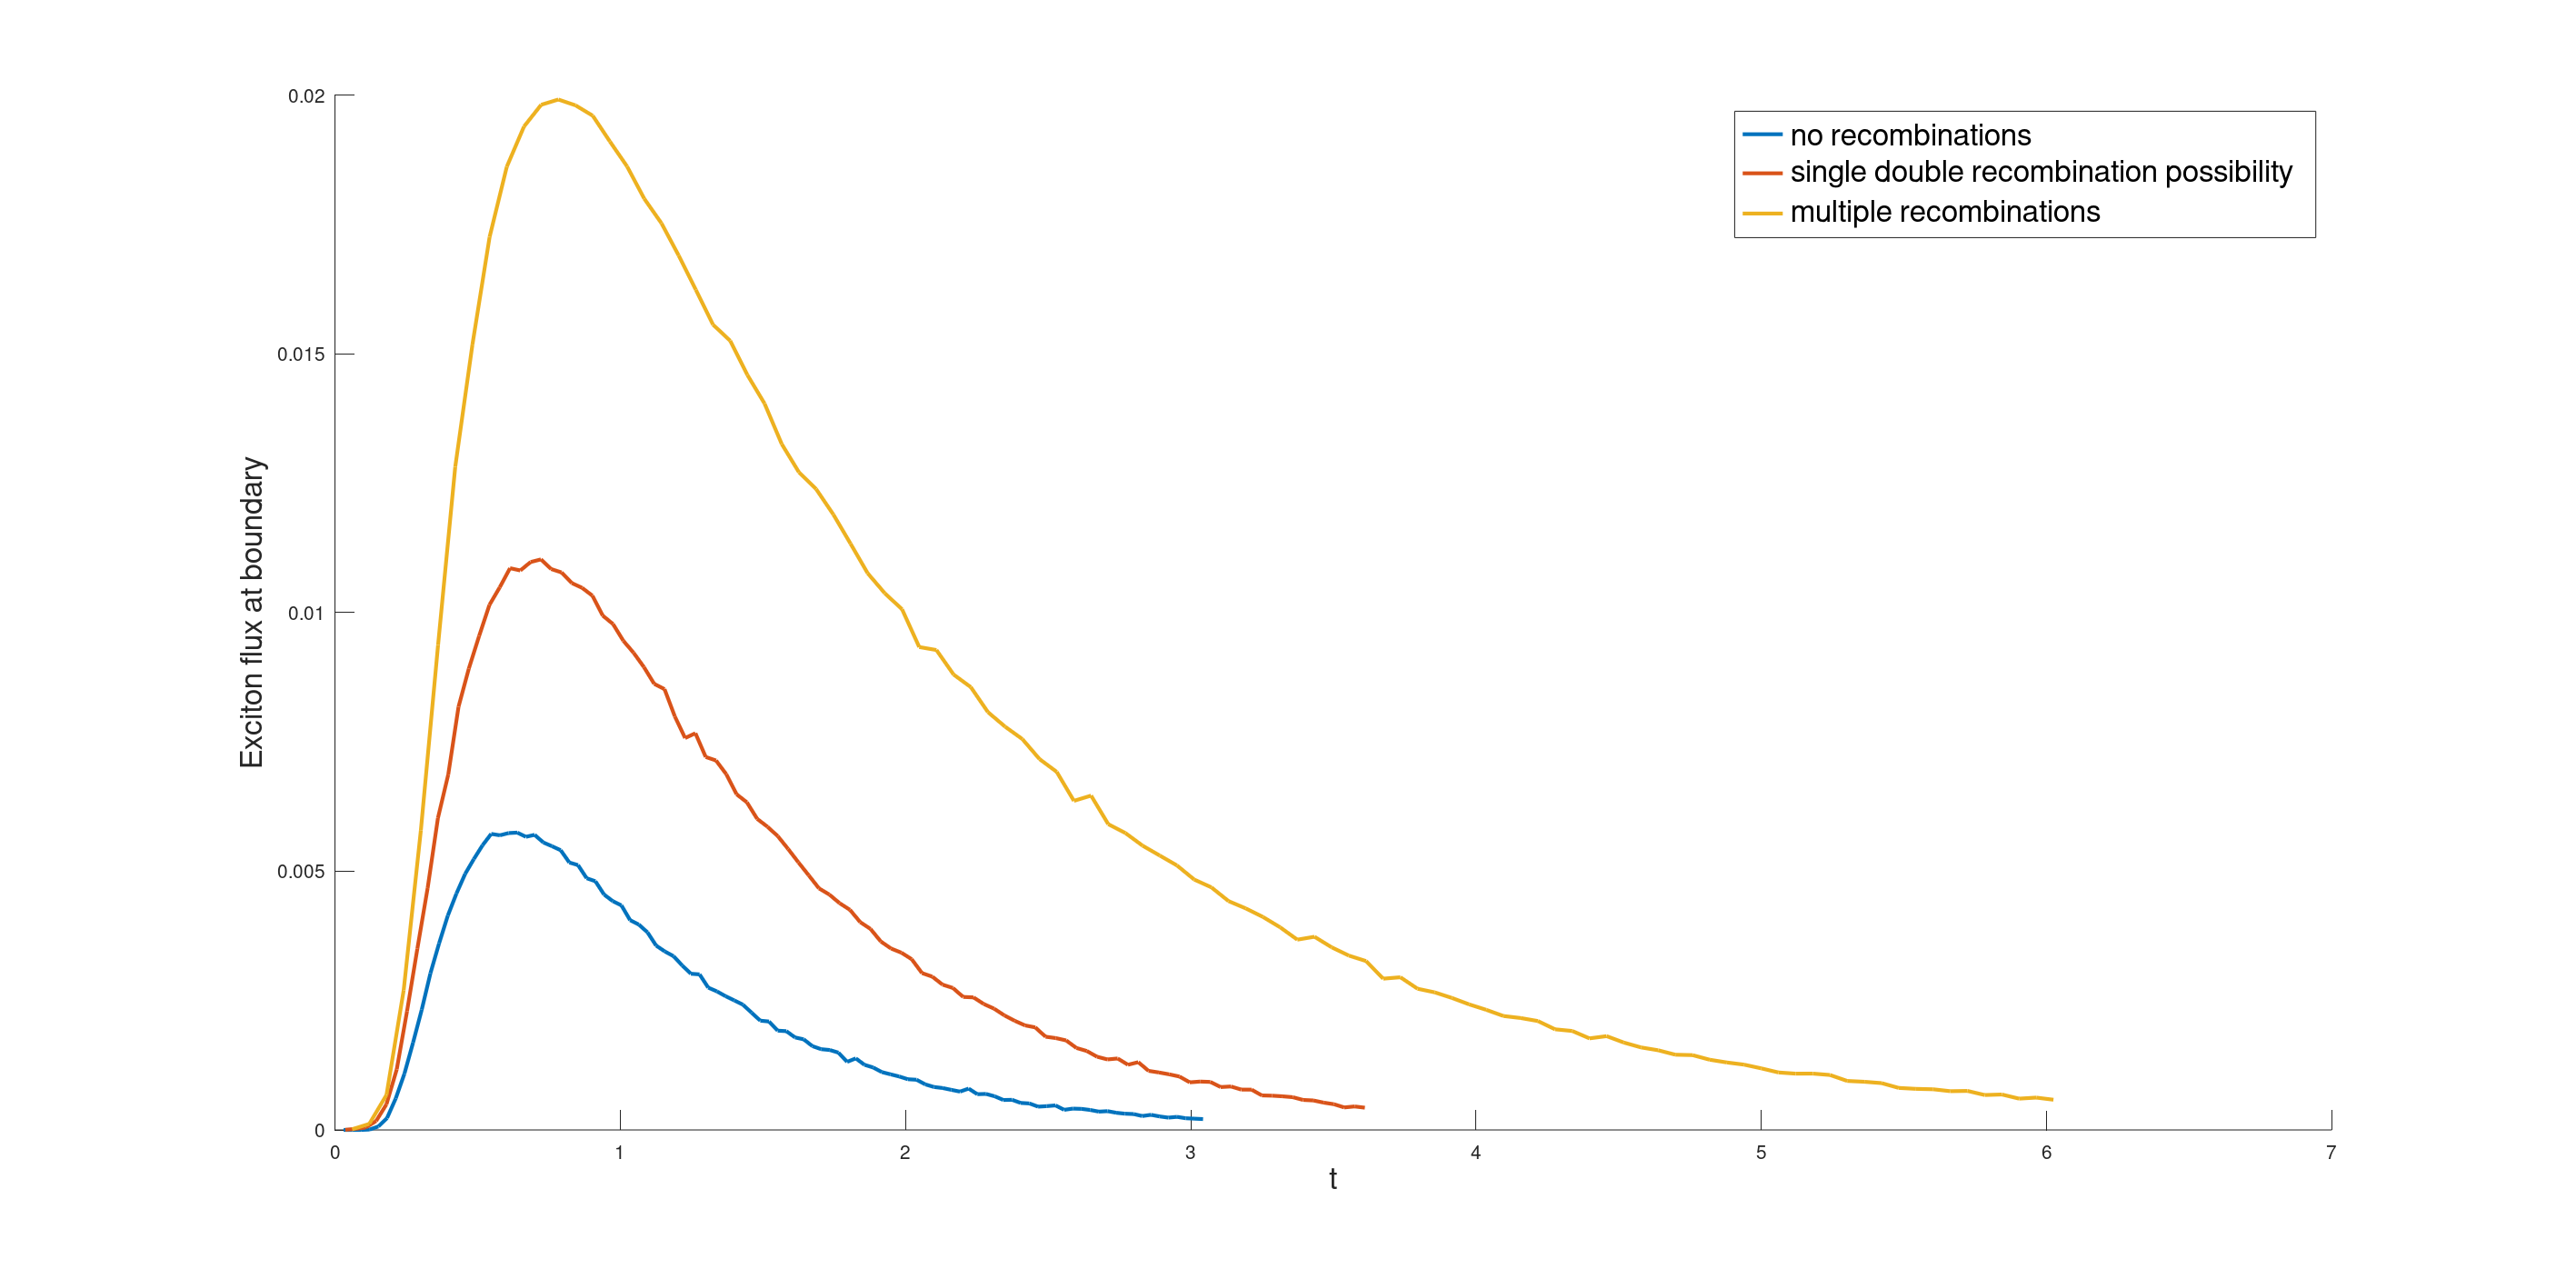 0.02
0.015
0.01
0.005
0
Exciton flux at boundary
no recombinations
single double recombination possibility
multiple recombinations
0 1 2 3 4 5 6 7
t